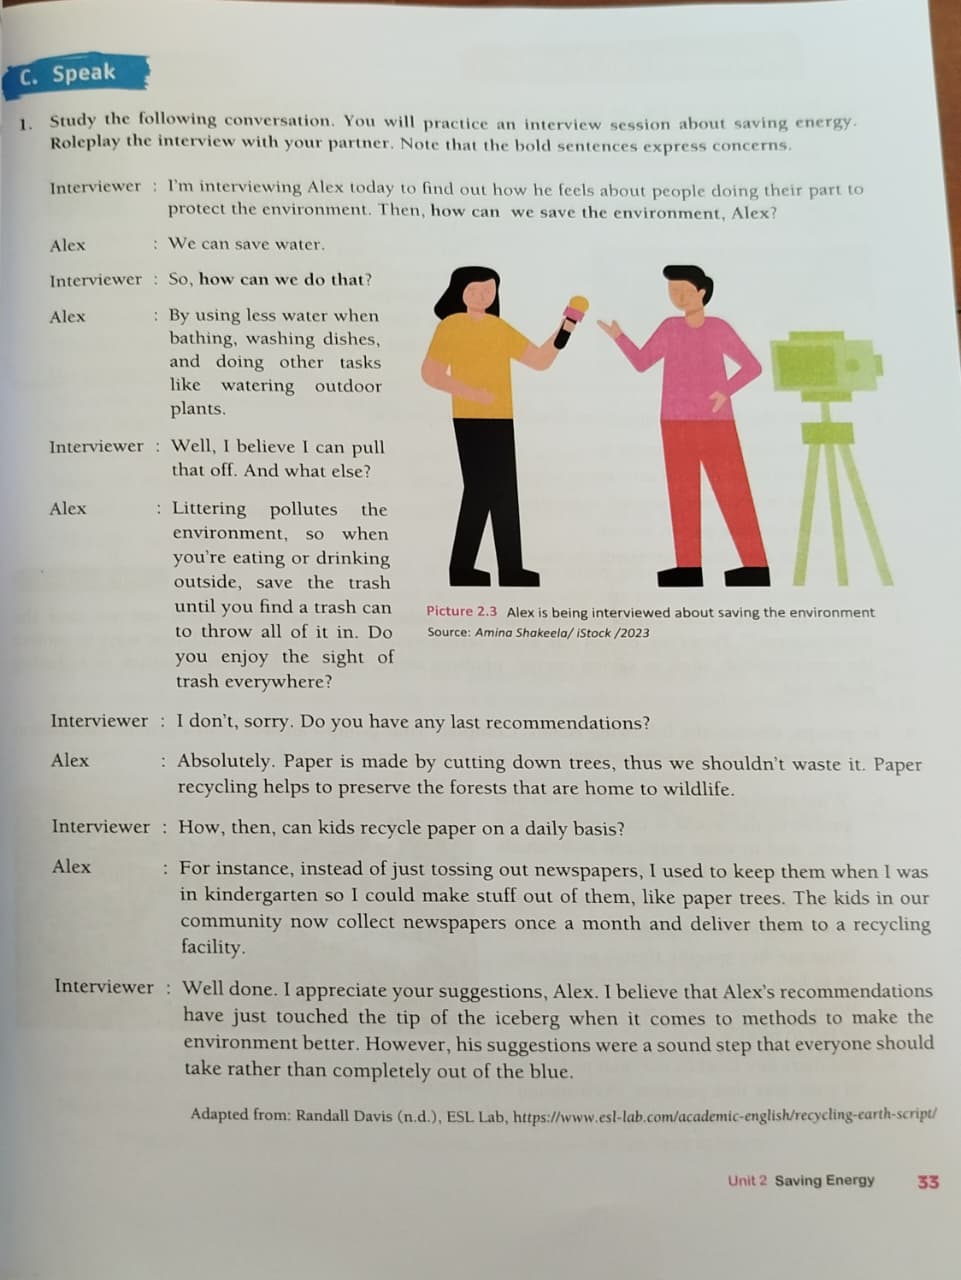 C. Speak
1. Study the following conversation. You will practice an interview session about saving energy.
Roleplay the interview with your partner. Note that the bold sentences express concerns.
Interviewer : I'm interviewing Alex today to find out how he feels about people doing their part to
protect the environment. Then, how can we save the environment, Alex?
Alex : We can save water.
Interviewer : So, how can we do that?
Alex : By using less water when
bathing, washing dishes,
and doing other tasks
like watering outdoor
plants.
Interviewer : Well, I believe I can pull
that off. And what else?
Alex : Littering pollutes the
environment, so when
you're eating or drinking
outside, save the trash
until you find a trash can
to throw all of it in. Do
you enjoy the sight of
trash everywhere?
Picture 2.3 Alex is being interviewed about saving the environment
Source: Amina Shakeela/ iStock /2023
Interviewer : I don't, sorry. Do you have any last recommendations?
Alex : Absolutely. Paper is made by cutting down trees, thus we shouldn't waste it. Paper
recycling helps to preserve the forests that are home to wildlife.
Interviewer : How, then, can kids recycle paper on a daily basis?
Alex : For instance, instead of just tossing out newspapers, I used to keep them when I was
in kindergarten so I could make stuff out of them, like paper trees. The kids in our
community now collect newspapers once a month and deliver them to a recycling
facility.
Interviewer : Well done. I appreciate your suggestions, Alex. I believe that Alex's recommendations
have just touched the tip of the iceberg when it comes to methods to make the
environment better. However, his suggestions were a sound step that everyone should
take rather than completely out of the blue.
Adapted from: Randall Davis (n.d.), ESL Lab, https://www.esl-lab.com/academic-english/recycling-earth-script/
Unit 2 Saving Energy 33